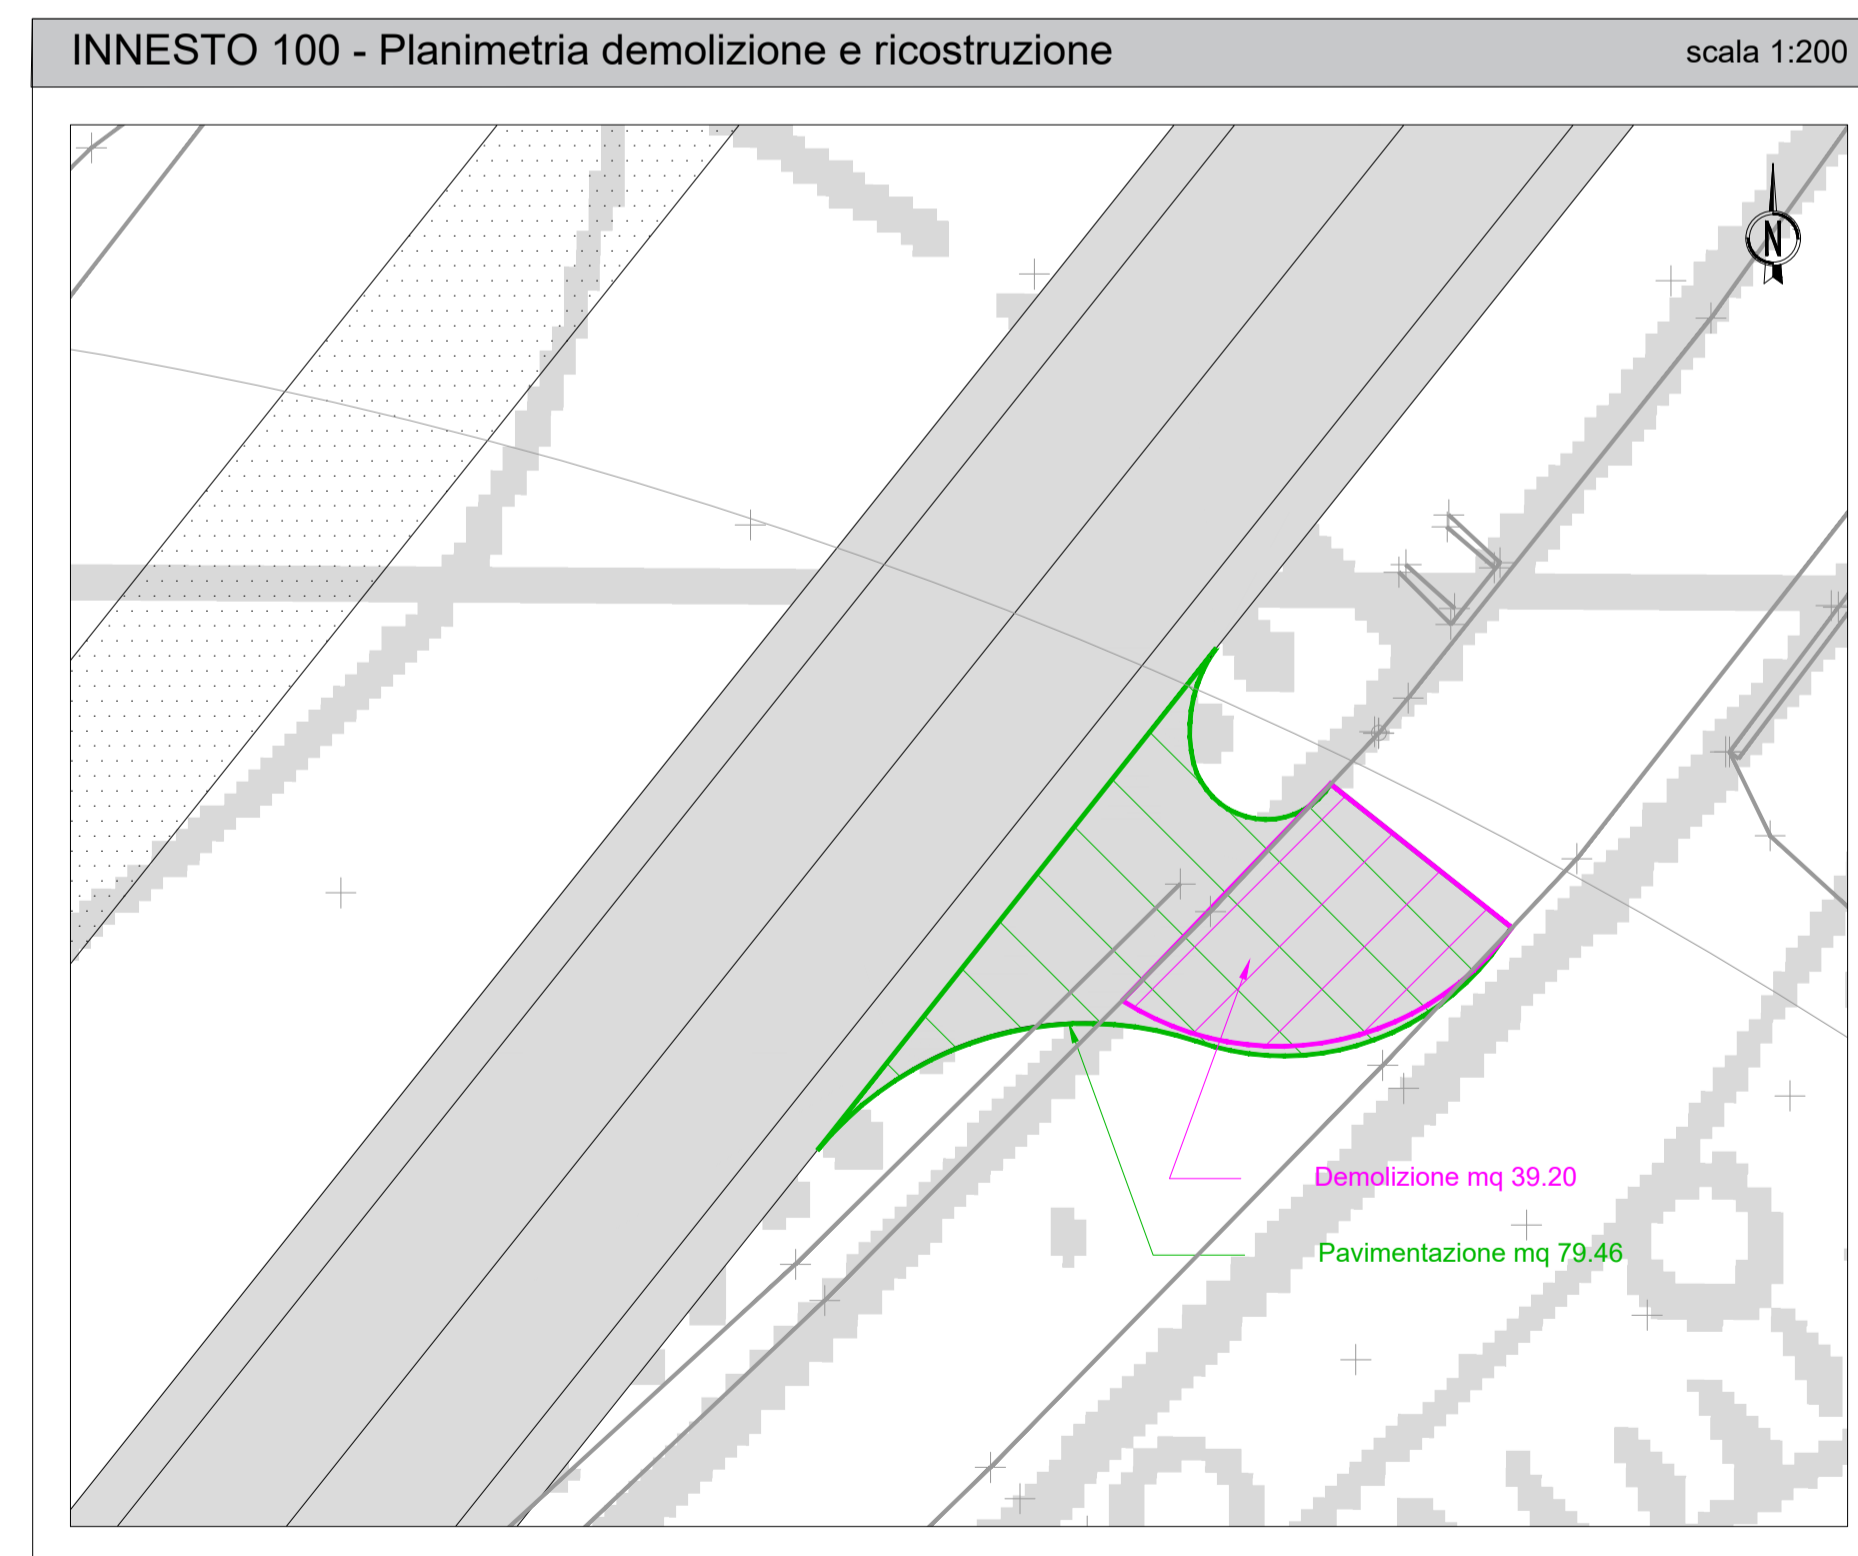 INNESTO 100 - Planimetria demolizione e ricostruzione
scala 1:200
N
Demolizione mq 39.20
Pavimentazione mq 79.46